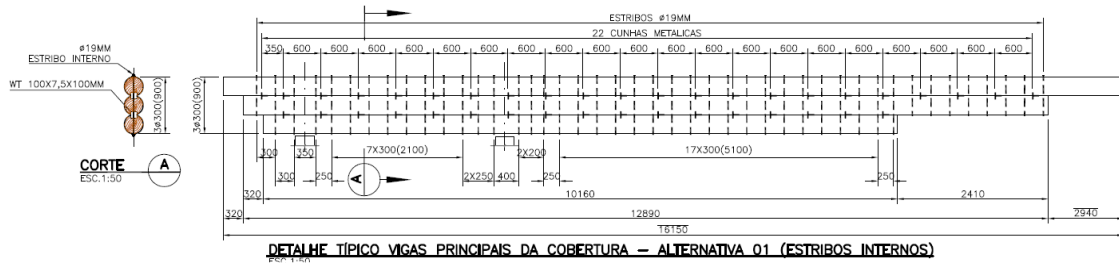 ESTRIBOS ø19MM
22 CUNHAS METALICAS
350 600 600 600 600 600 600 600 600 600 600 600 600 600 600 600 600 600 600 600 600
ø19MM
ESTRIBO INTERNO
WT 100X7,5X100MM
3ø300(900)
3ø300(900)
CORTE A
ESC.1:50
300 350 7X300(2100) 2X200 17X300(5100)
300 250 A 2X250 400 250 250
320 10160 2410
320 12890 2940
16150
DETALHE TÍPICO VIGAS PRINCIPAIS DA COBERTURA – ALTERNATIVA 01 (ESTRIBOS INTERNOS)
ESC.1:50